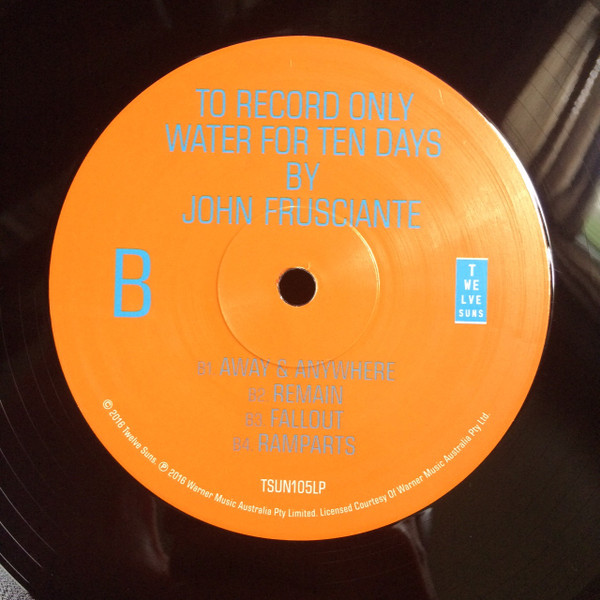 TO RECORD ONLY
WATER FOR TEN DAYS
BY
JOHN FRUSCIANTE
B
T
WE
LVE
SUNS
B1. AWAY & ANYWHERE
B2. REMAIN
B3. FALLOUT
B4. RAMPARTS
TSUN105LP
© 2016 Twelve Suns. ℗ 2016 Warner Music Australia Pty Limited. Licensed Courtesy Of Warner Music Australia Pty Ltd.